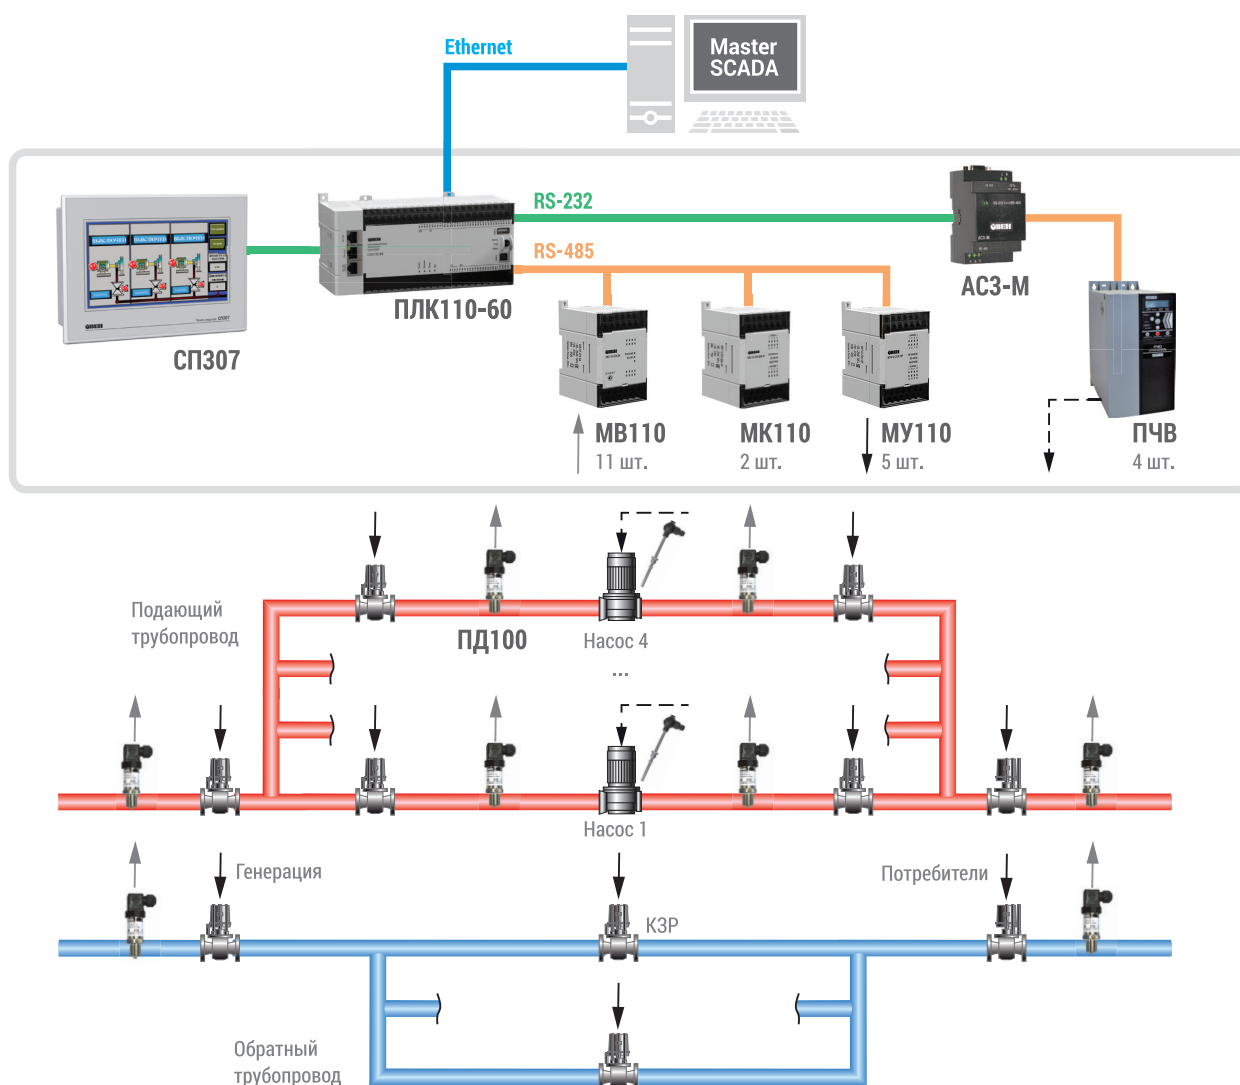 Ethernet
Master
SCADA
RS-232
RS-485
СП307
ПЛК110-60
АС3-М
МВ110
11 шт.
МК110
2 шт.
МУ110
5 шт.
ПЧВ
4 шт.
Подающий
трубопровод
ПД100
Насос 4
...
Насос 1
Генерация
КЗР
Потребители
Обратный
трубопровод